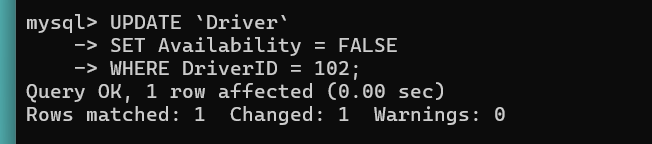 mysql> UPDATE `Driver`
    -> SET Availability = FALSE
    -> WHERE DriverID = 102;
Query OK, 1 row affected (0.00 sec)
Rows matched: 1  Changed: 1  Warnings: 0